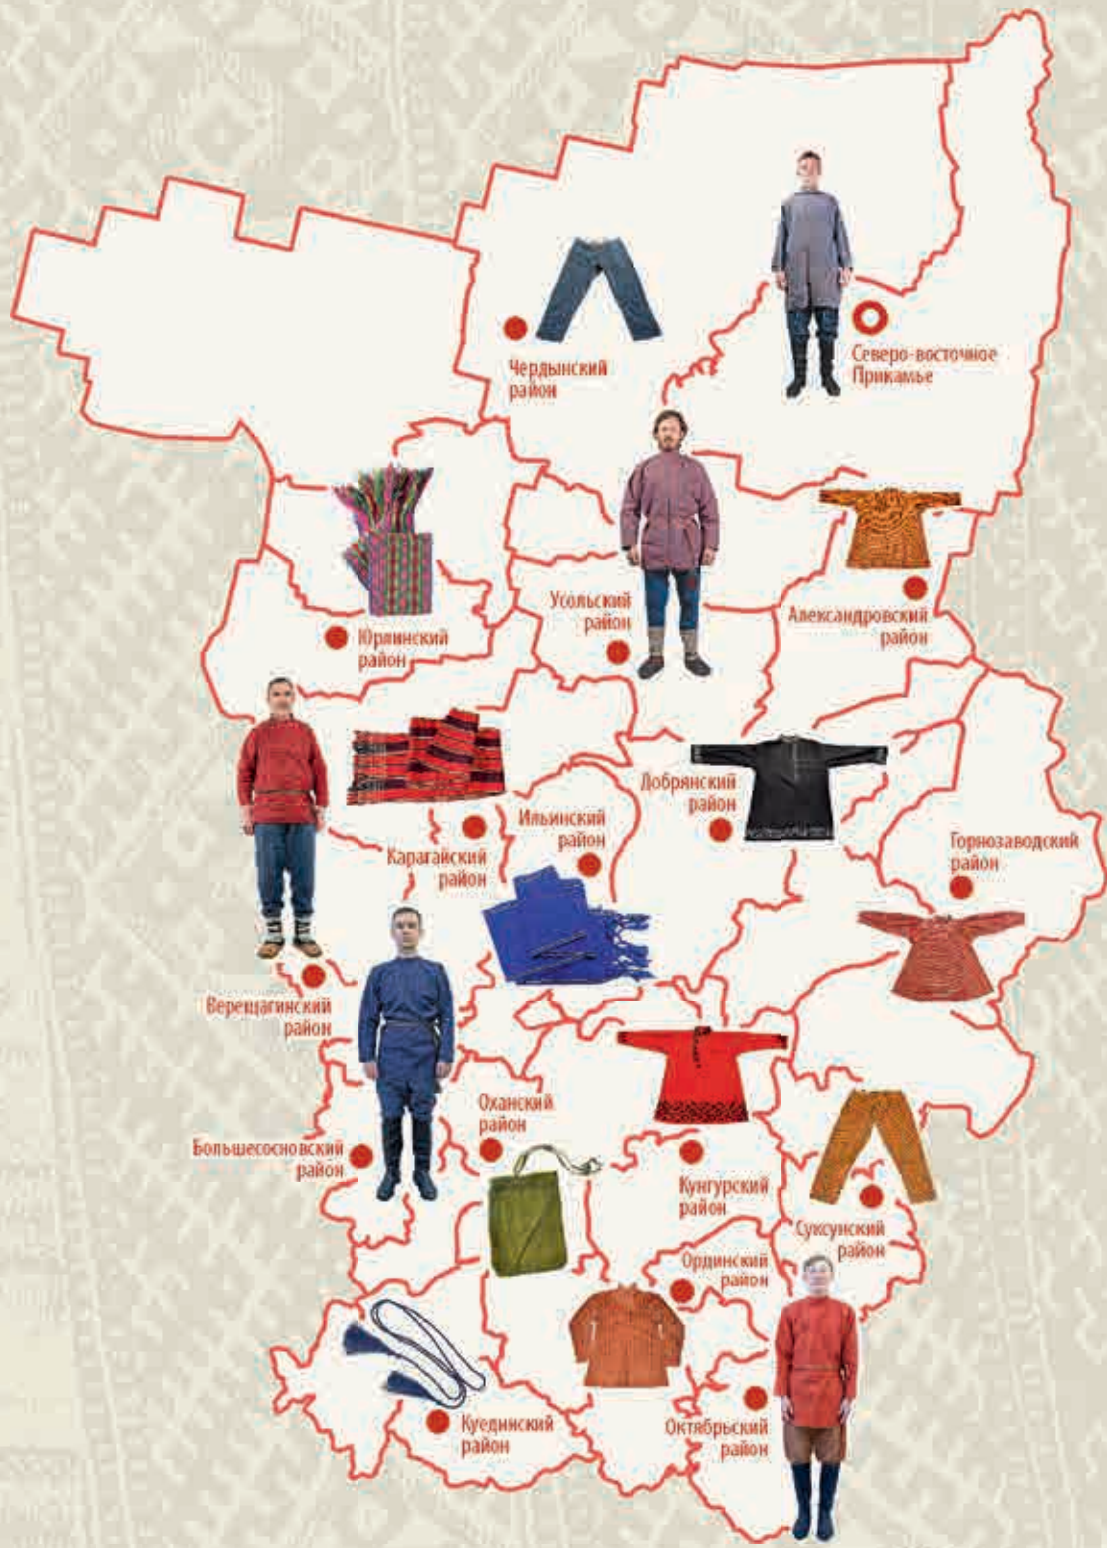 Чердынский
район
Северо-восточное
Прикамье
Усольский
район
Александровский
район
Юрлинский
район
Добрянский
район
Ильинский
район
Карагайский
район
Горнозаводский
район
Верещагинский
район
Оханский
район
Большесосновский
район
Кунгурский
район
Суксунский
район
Ординский
район
Куединский
район
Октябрьский
район